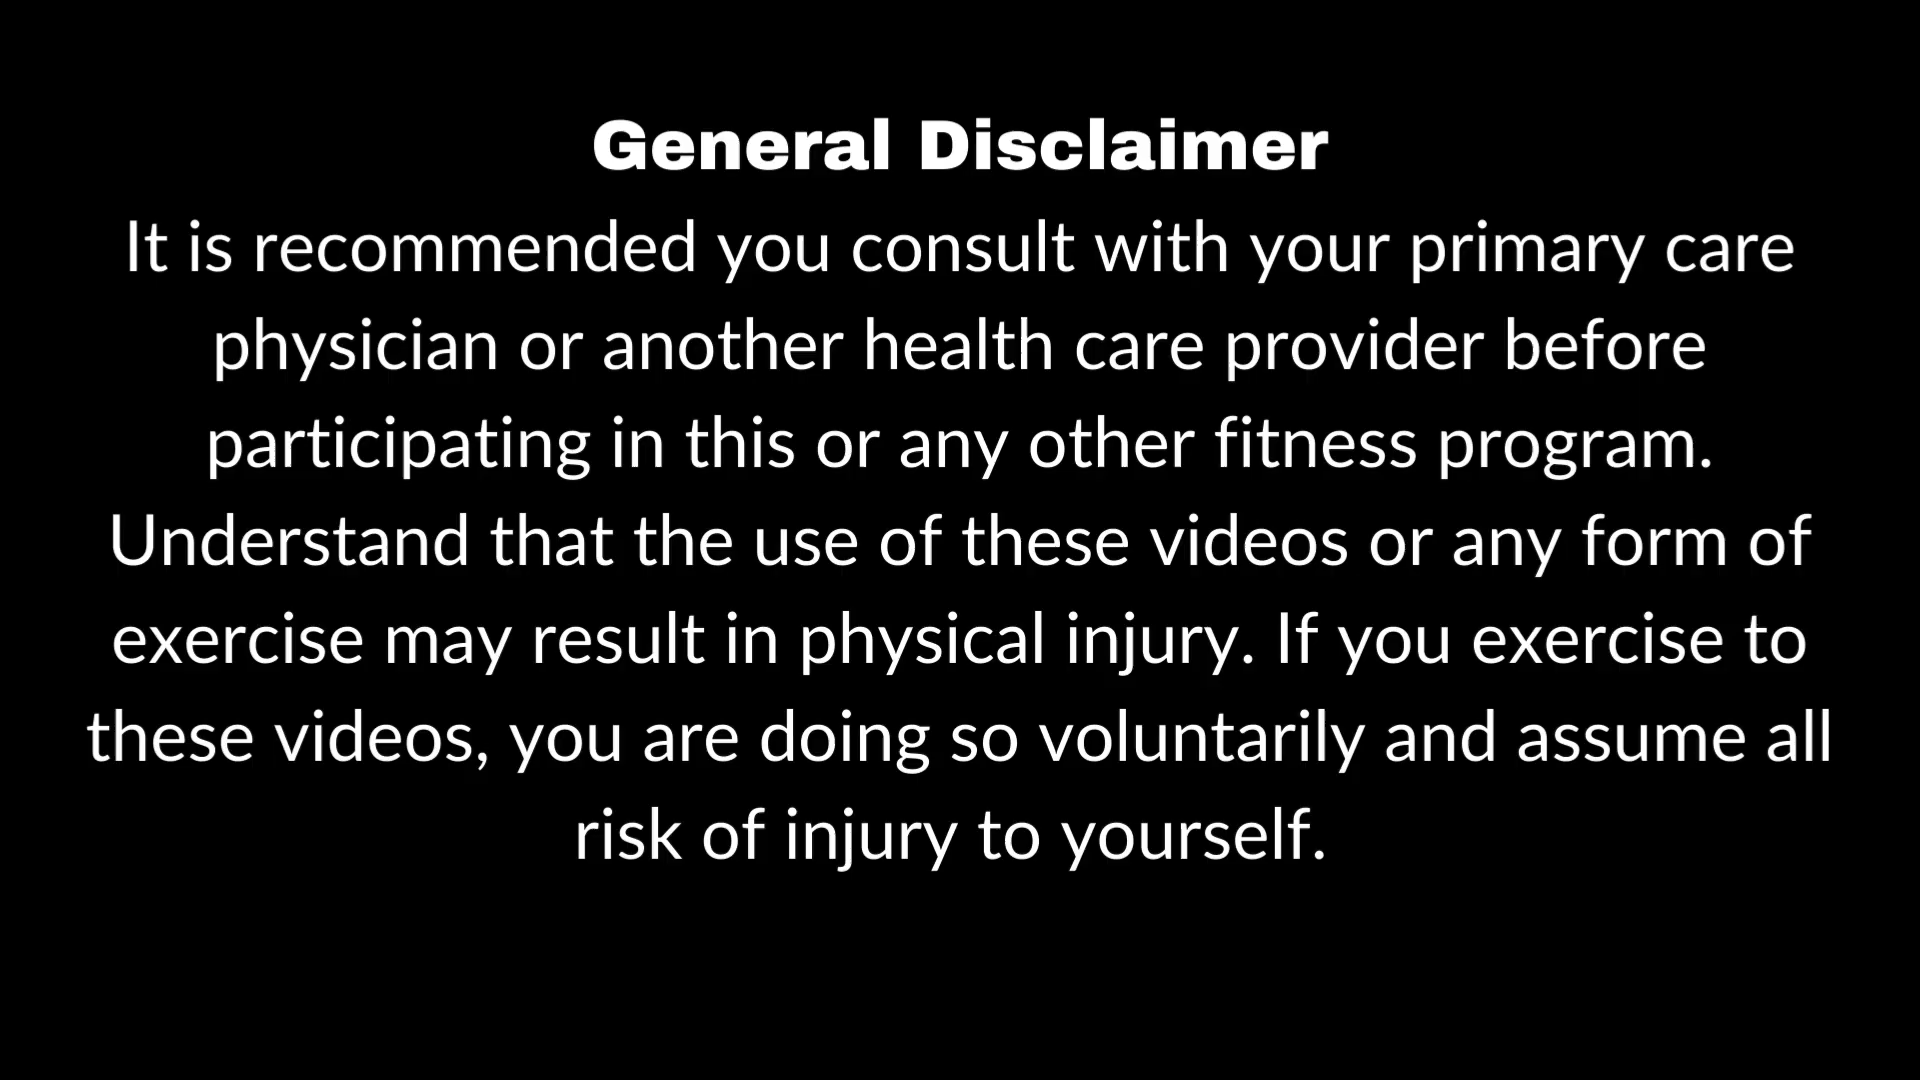 General Disclaimer
It is recommended you consult with your primary care
physician or another health care provider before
participating in this or any other fitness program.
Understand that the use of these videos or any form of
exercise may result in physical injury. If you exercise to
these videos, you are doing so voluntarily and assume all
risk of injury to yourself.